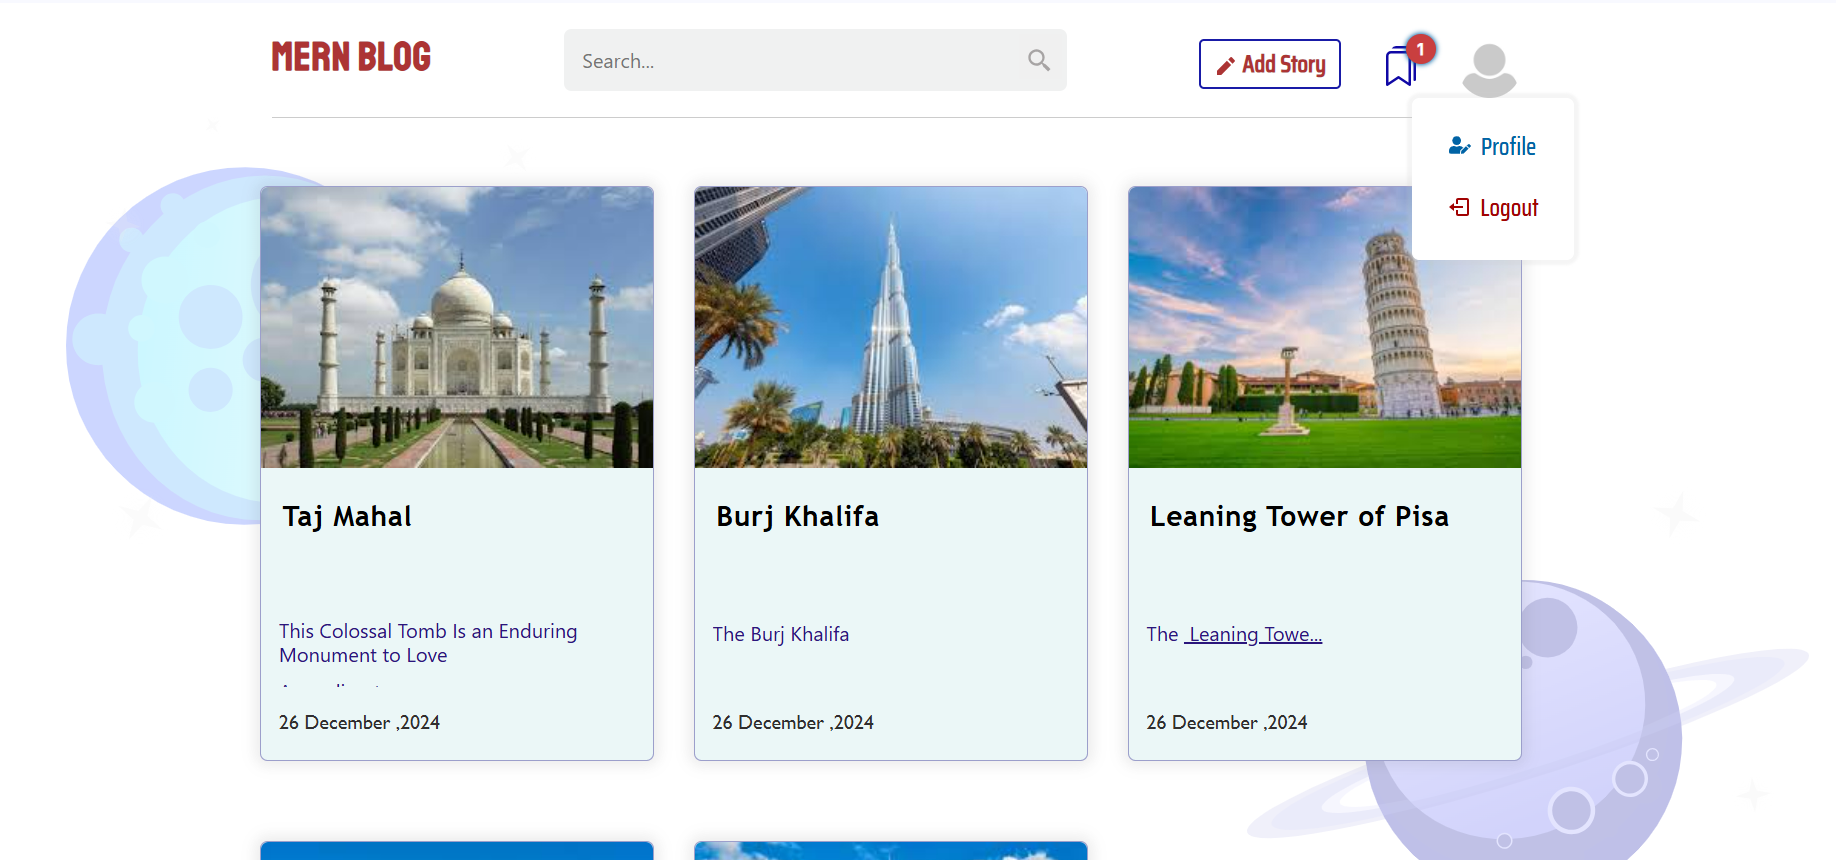 MERN BLOG
Search...
Add Story
1
Profile
Logout
Taj Mahal
This Colossal Tomb Is an Enduring
Monument to Love
26 December ,2024
Burj Khalifa
The Burj Khalifa
26 December ,2024
Leaning Tower of Pisa
The  Leaning Towe...
26 December ,2024